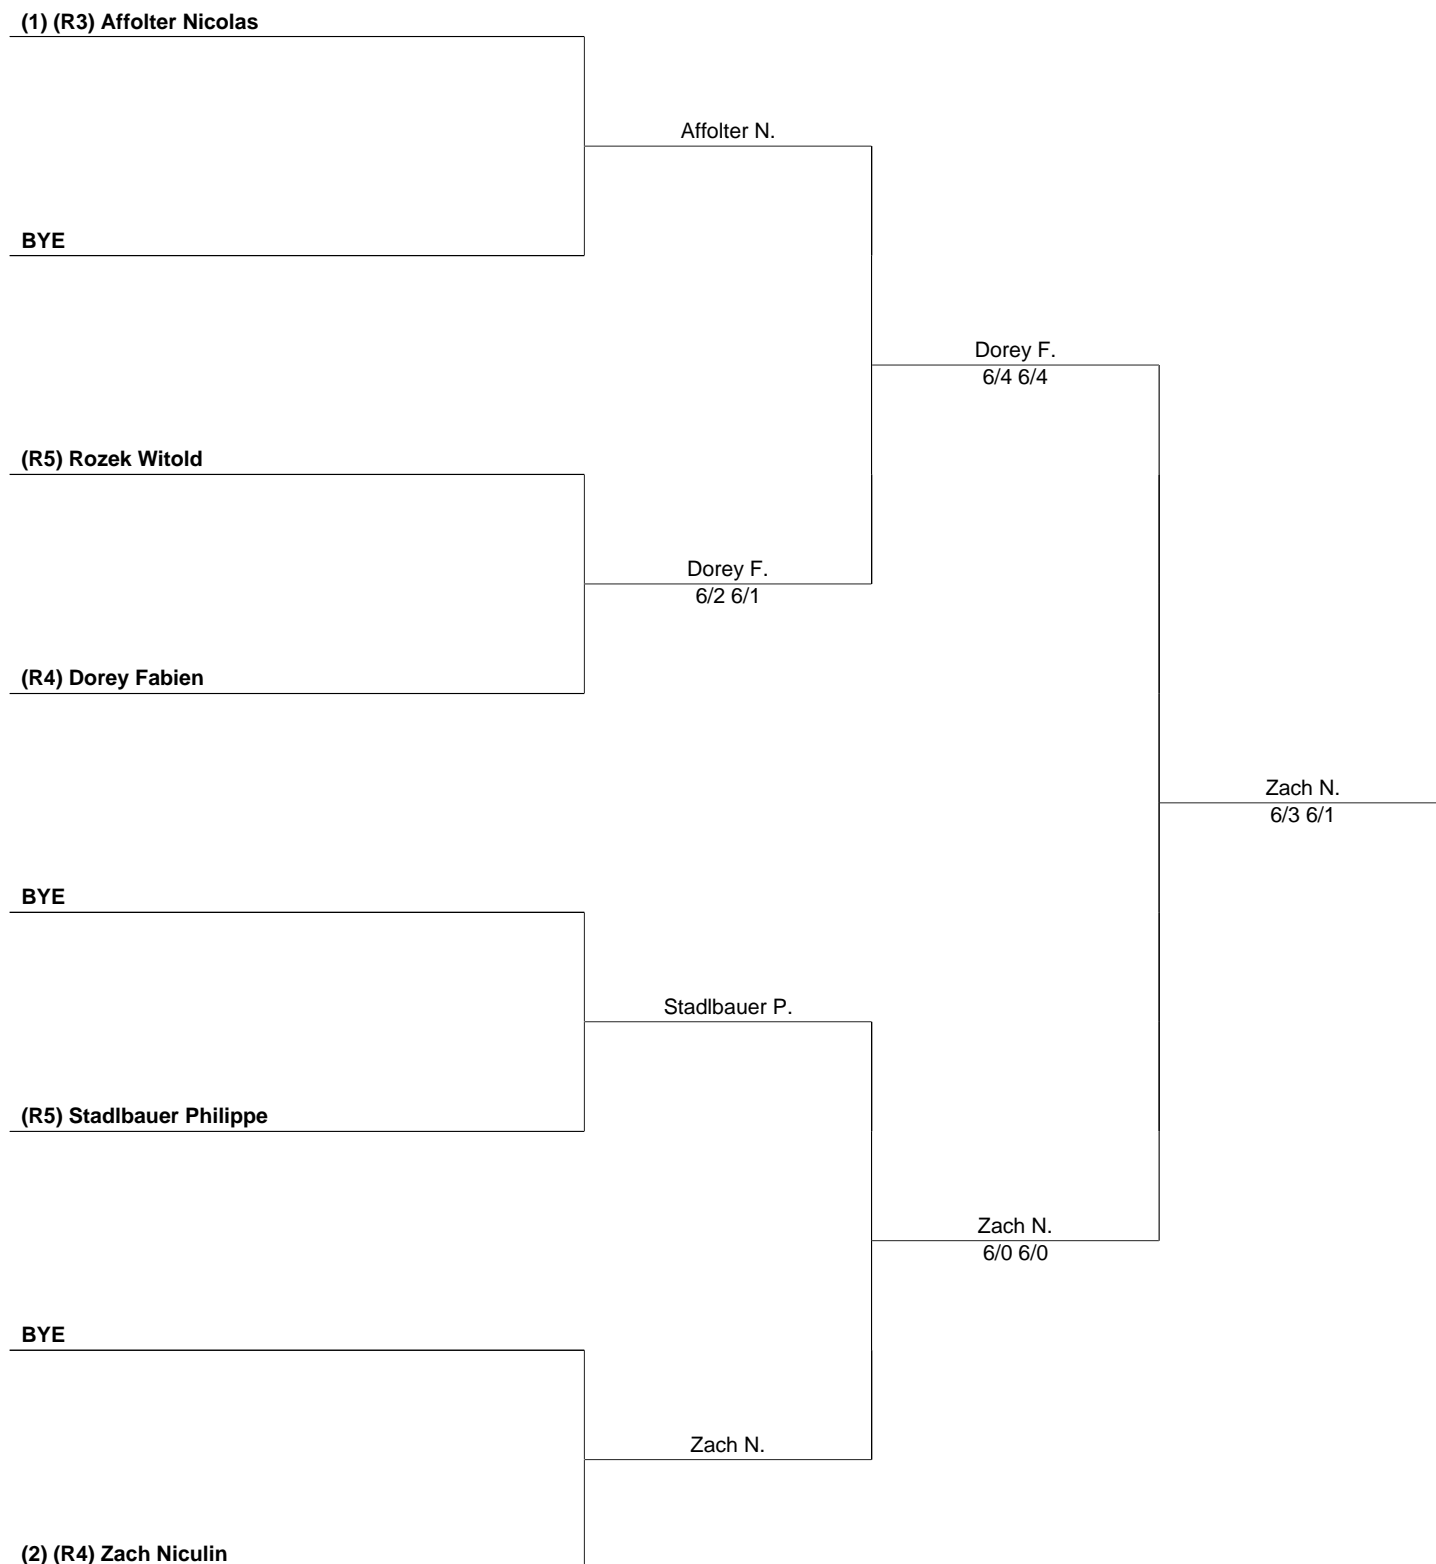 (1) (R3) Affolter Nicolas
Affolter N.
BYE
Dorey F.
6/4 6/4
(R5) Rozek Witold
Dorey F.
6/2 6/1
(R4) Dorey Fabien
Zach N.
6/3 6/1
BYE
Stadlbauer P.
(R5) Stadlbauer Philippe
Zach N.
6/0 6/0
BYE
Zach N.
(2) (R4) Zach Niculin